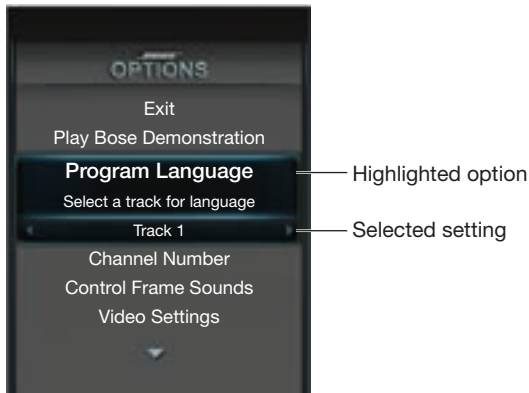 OPTIONS
Exit
Play Bose Demonstration
Program Language
Highlighted option
Select a track for language
Track 1
Selected setting
Channel Number
Control Frame Sounds
Video Settings